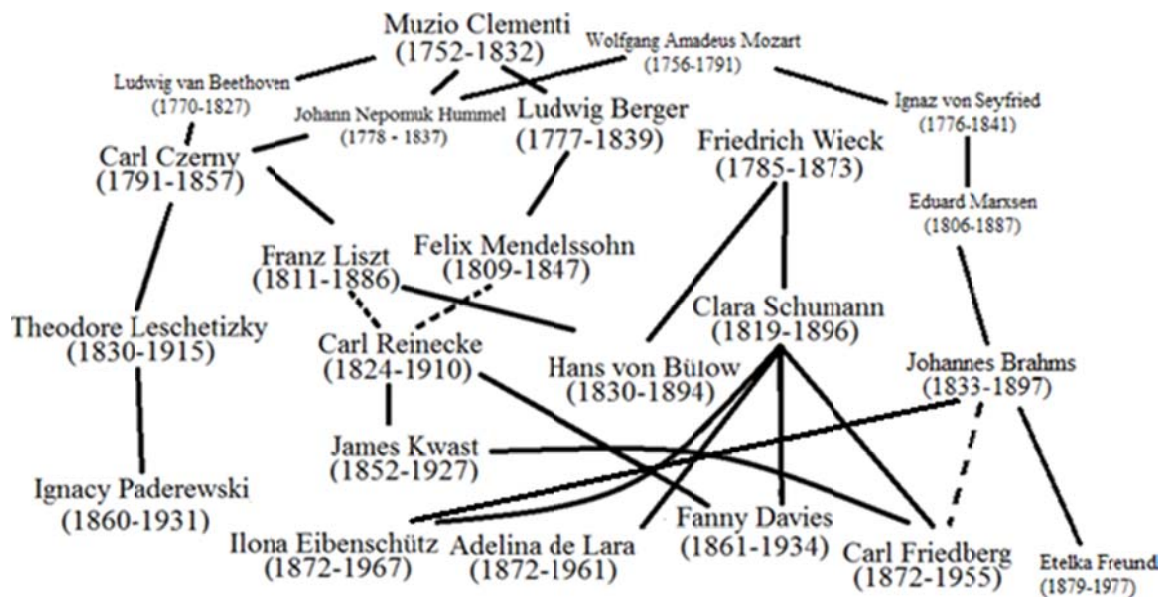 Muzio Clementi
(1752-1832)
Wolfgang Amadeus Mozart
(1756-1791)
Ludwig van Beethoven
(1770-1827)
Johann Nepomuk Hummel
(1778 - 1837)
Ludwig Berger
(1777-1839)
Ignaz von Seyfried
(1776-1841)
Carl Czerny
(1791-1857)
Friedrich Wieck
(1785-1873)
Eduard Marxsen
(1806-1887)
Franz Liszt
(1811-1886)
Felix Mendelssohn
(1809-1847)
Clara Schumann
(1819-1896)
Theodore Leschetizky
(1830-1915)
Carl Reinecke
(1824-1910)
Hans von Bülow
(1830-1894)
Johannes Brahms
(1833-1897)
James Kwast
(1852-1927)
Ignacy Paderewski
(1860-1931)
Ilona Eibenschütz
(1872-1967)
Adelina de Lara
(1872-1961)
Fanny Davies
(1861-1934)
Carl Friedberg
(1872-1955)
Etelka Freund
(1879-1977)